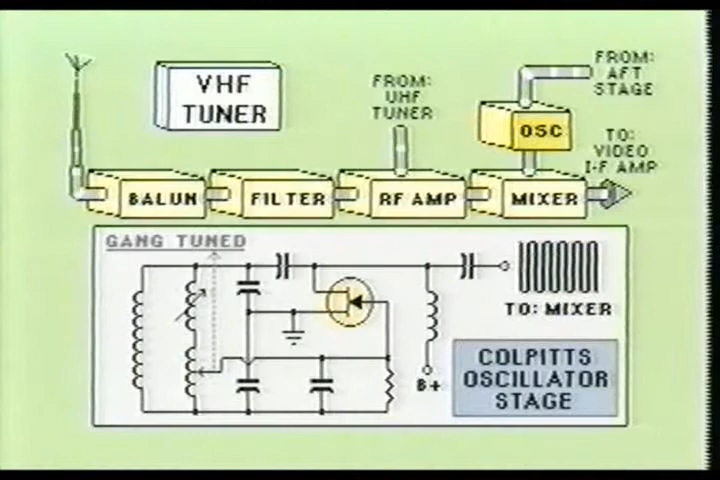 VHF
TUNER
FROM:
UHF
TUNER
FROM:
AFT
STAGE
OSC
TO:
VIDEO
I-F AMP
BALUN
FILTER
RF AMP
MIXER
GANG TUNED
TO: MIXER
B+
COLPITTS
OSCILLATOR
STAGE